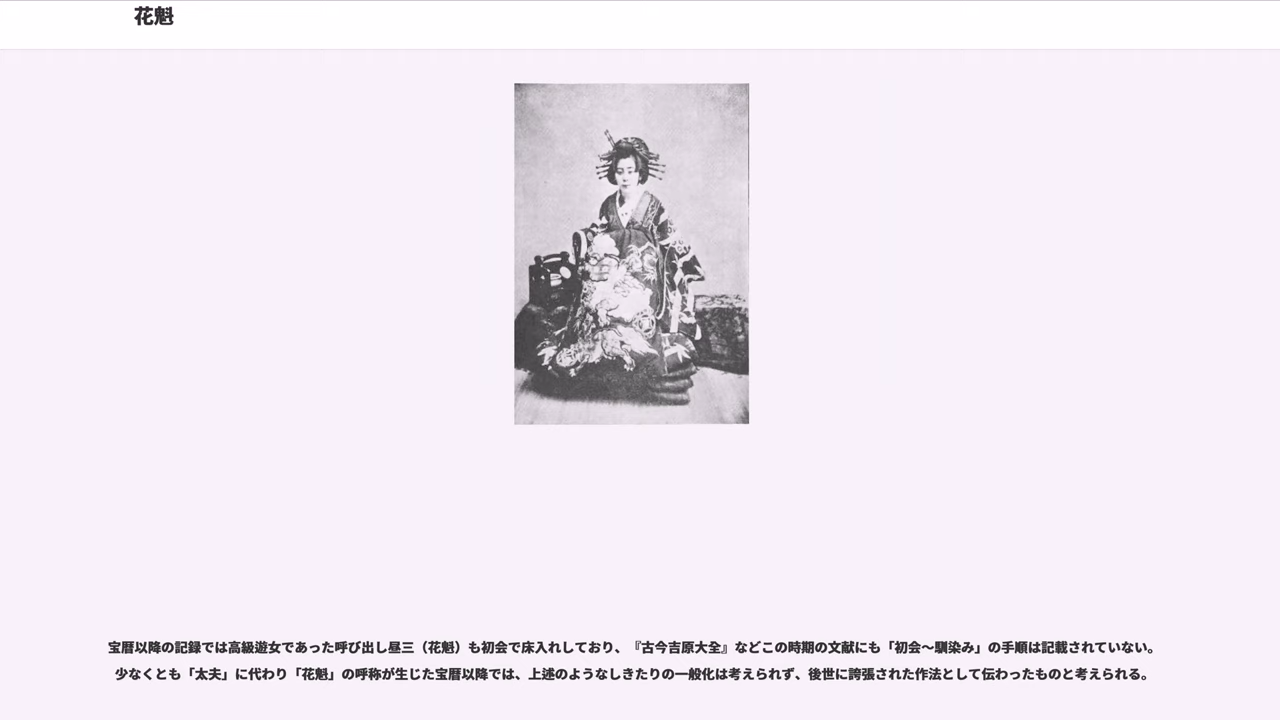 花魁
宝暦以降の記録では高級遊女であった呼び出し昼三（花魁）も初会で床入れしており、『古今吉原大全』などこの時期の文献にも「初会～馴染み」の手順は記載されていない。
少なくとも「太夫」に代わり「花魁」の呼称が生じた宝暦以降では、上述のようなしきたりの一般化は考えられず、後世に誇張された作法として伝わったものと考えられる。